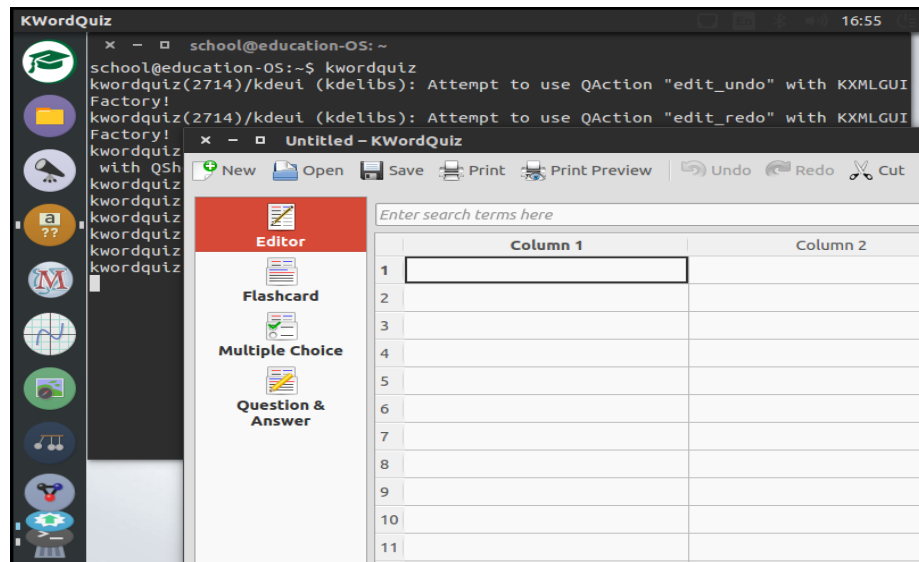 KWordQuiz
En
16:55
school@education-OS: ~
school@education-OS:~$ kwordquiz
kwordquiz(2714)/kdeui (kdelibs): Attempt to use QAction "edit_undo" with KXMLGUI
Factory!
kwordquiz(2714)/kdeui (kdelibs): Attempt to use QAction "edit_redo" with KXMLGUI
Factory!
kwordquiz
with QSh
kwordquiz
kwordquiz
kwordquiz
kwordquiz
kwordquiz
kwordquiz
a
??
M
Untitled – KWordQuiz
New Open Save Print Print Preview Undo Redo Cut
Editor
Flashcard
Multiple Choice
Question &
Answer
Enter search terms here
Column 1 Column 2
1
2
3
4
5
6
7
8
9
10
11